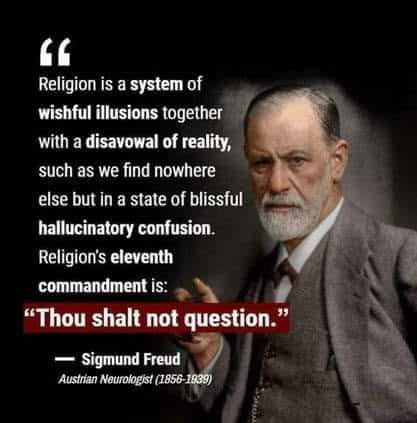 “
Religion is a system of
wishful illusions together
with a disavowal of reality,
such as we find nowhere
else but in a state of blissful
hallucinatory confusion.
Religion's eleventh
commandment is:
“Thou shalt not question.”
— Sigmund Freud
Austrian Neurologist (1856-1939)